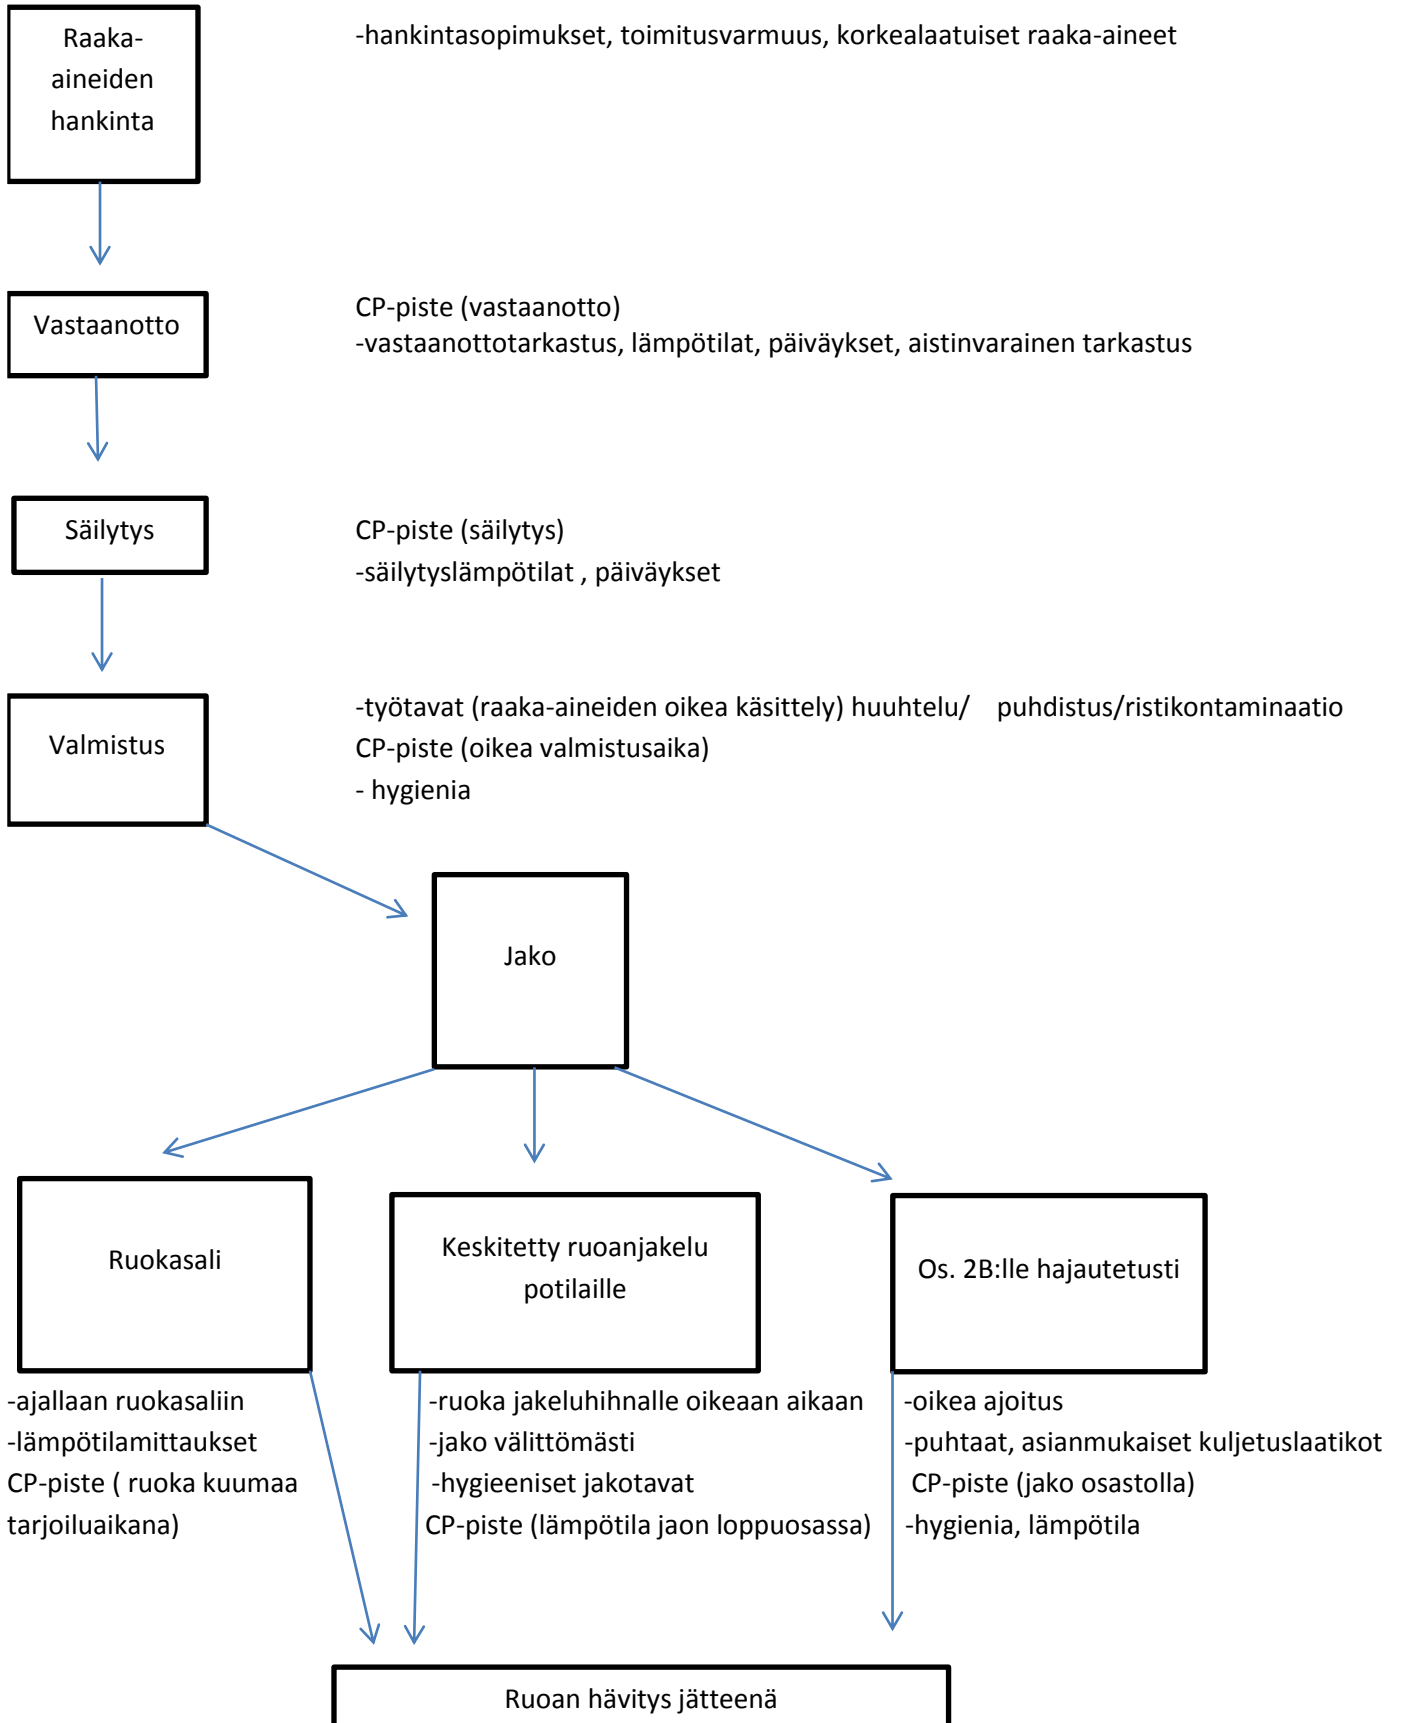 Raaka-
aineiden
hankinta
-hankintasopimukset, toimitusvarmuus, korkealaatuiset raaka-aineet
Vastaanotto
CP-piste (vastaanotto)
-vastaanottotarkastus, lämpötilat, päiväykset, aistinvarainen tarkastus
Säilytys
CP-piste (säilytys)
-säilytyslämpötilat , päiväykset
Valmistus
-työtavat (raaka-aineiden oikea käsittely) huuhtelu/ puhdistus/ristikontaminaatio
CP-piste (oikea valmistusaika)
- hygienia
Jako
Ruokasali
-ajallaan ruokasaliin
-lämpötilamittaukset
CP-piste ( ruoka kuumaa
tarjoiluaikana)
Keskitetty ruoanjakelu
potilaille
-ruoka jakeluhihnalle oikeaan aikaan
-jako välittömästi
-hygieeniset jakotavat
CP-piste (lämpötila jaon loppuosassa)
Os. 2B:lle hajautetusti
-oikea ajoitus
-puhtaat, asianmukaiset kuljetuslaatikot
CP-piste (jako osastolla)
-hygienia, lämpötila
Ruoan hävitys jätteenä